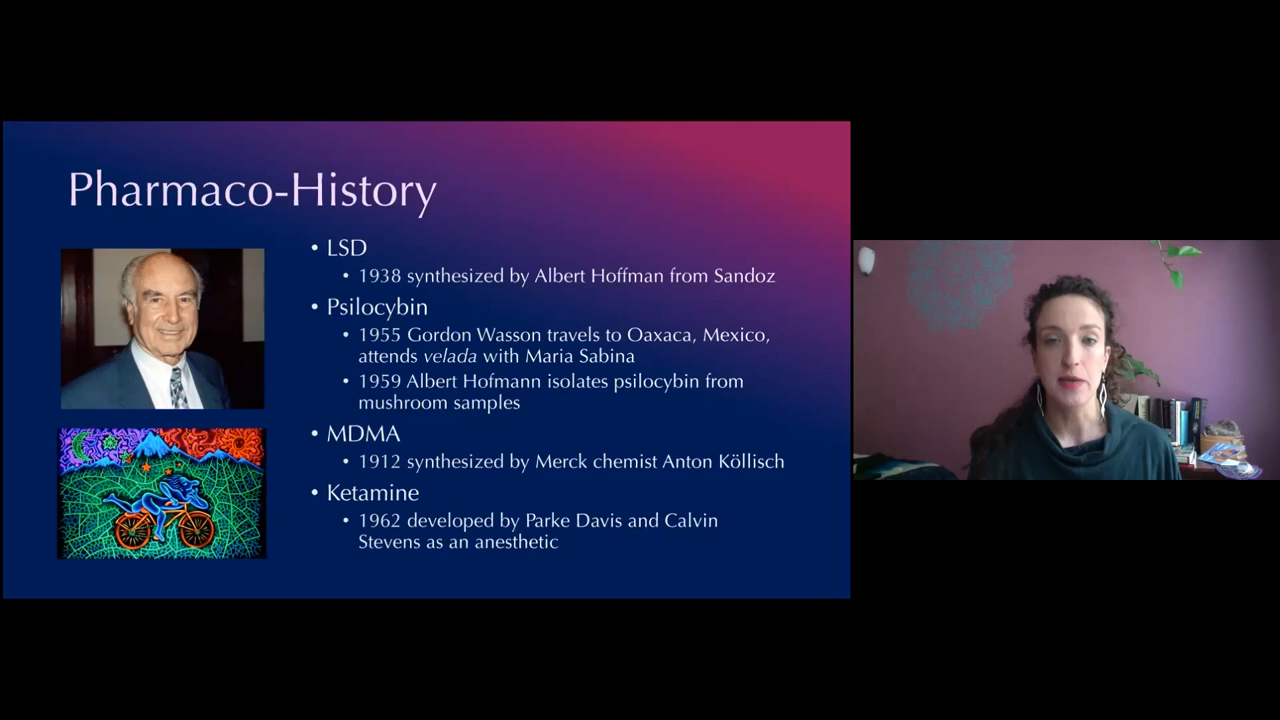 Pharmaco-History
• LSD
• 1938 synthesized by Albert Hoffman from Sandoz
• Psilocybin
• 1955 Gordon Wasson travels to Oaxaca, Mexico,
attends velada with Maria Sabina
• 1959 Albert Hofmann isolates psilocybin from
mushroom samples
• MDMA
• 1912 synthesized by Merck chemist Anton Köllisch
• Ketamine
• 1962 developed by Parke Davis and Calvin
Stevens as an anesthetic